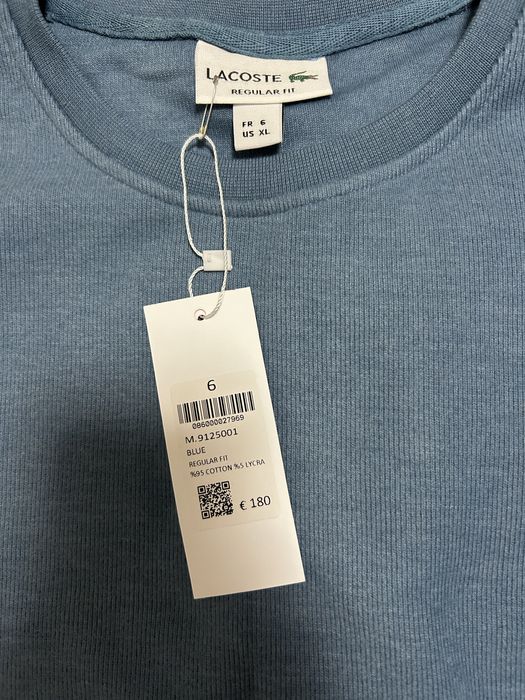 LACOSTE
REGULAR FIT
FR 6
US XL
6
086000027969
M.9125001
BLUE
REGULAR FIT
%95 COTTON %5 LYCRA
€ 180